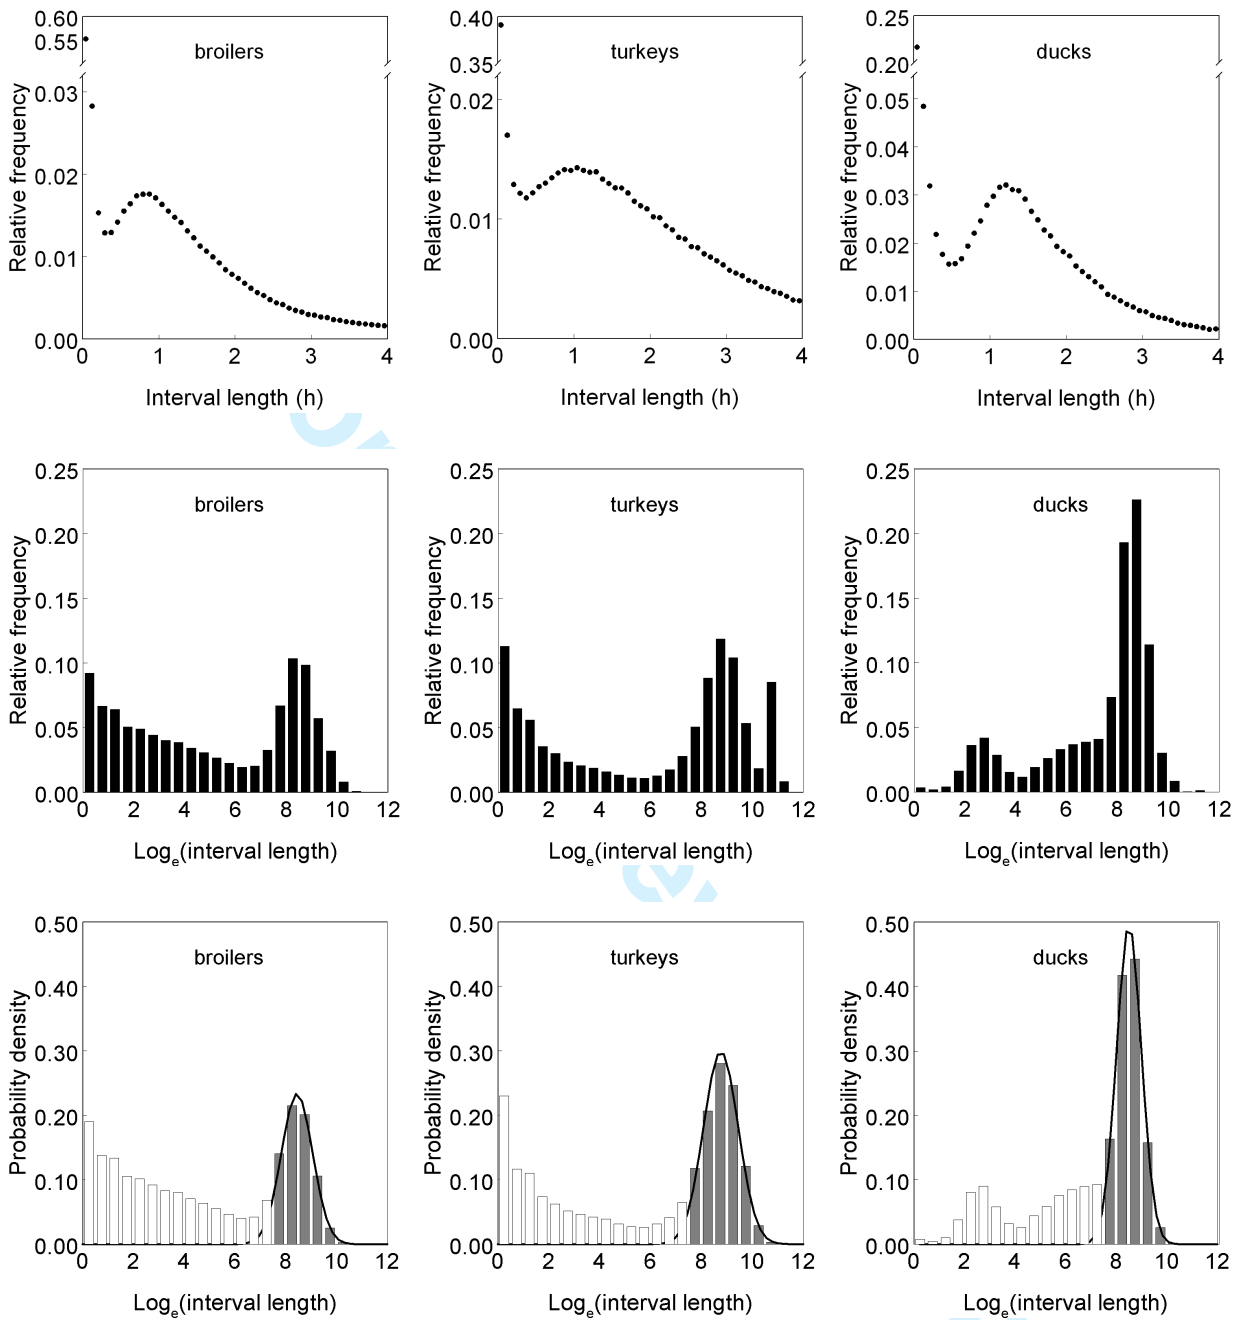 0.60
0.55
0.03
0.02
0.01
0.00
Relative frequency
broilers
0 1 2 3 4
Interval length (h)
0.40
0.35
0.02
0.01
0.00
Relative frequency
turkeys
0 1 2 3 4
Interval length (h)
0.25
0.20
0.05
0.04
0.03
0.02
0.01
0.00
Relative frequency
ducks
0 1 2 3 4
Interval length (h)
0.25
0.20
0.15
0.10
0.05
0.00
Relative frequency
broilers
0 2 4 6 8 10 12
Logₑ(interval length)
0.25
0.20
0.15
0.10
0.05
0.00
Relative frequency
turkeys
0 2 4 6 8 10 12
Logₑ(interval length)
0.25
0.20
0.15
0.10
0.05
0.00
Relative frequency
ducks
0 2 4 6 8 10 12
Logₑ(interval length)
0.50
0.40
0.30
0.20
0.10
0.00
Probability density
broilers
0 2 4 6 8 10 12
Logₑ(interval length)
0.50
0.40
0.30
0.20
0.10
0.00
Probability density
turkeys
0 2 4 6 8 10 12
Logₑ(interval length)
0.50
0.40
0.30
0.20
0.10
0.00
Probability density
ducks
0 2 4 6 8 10 12
Logₑ(interval length)